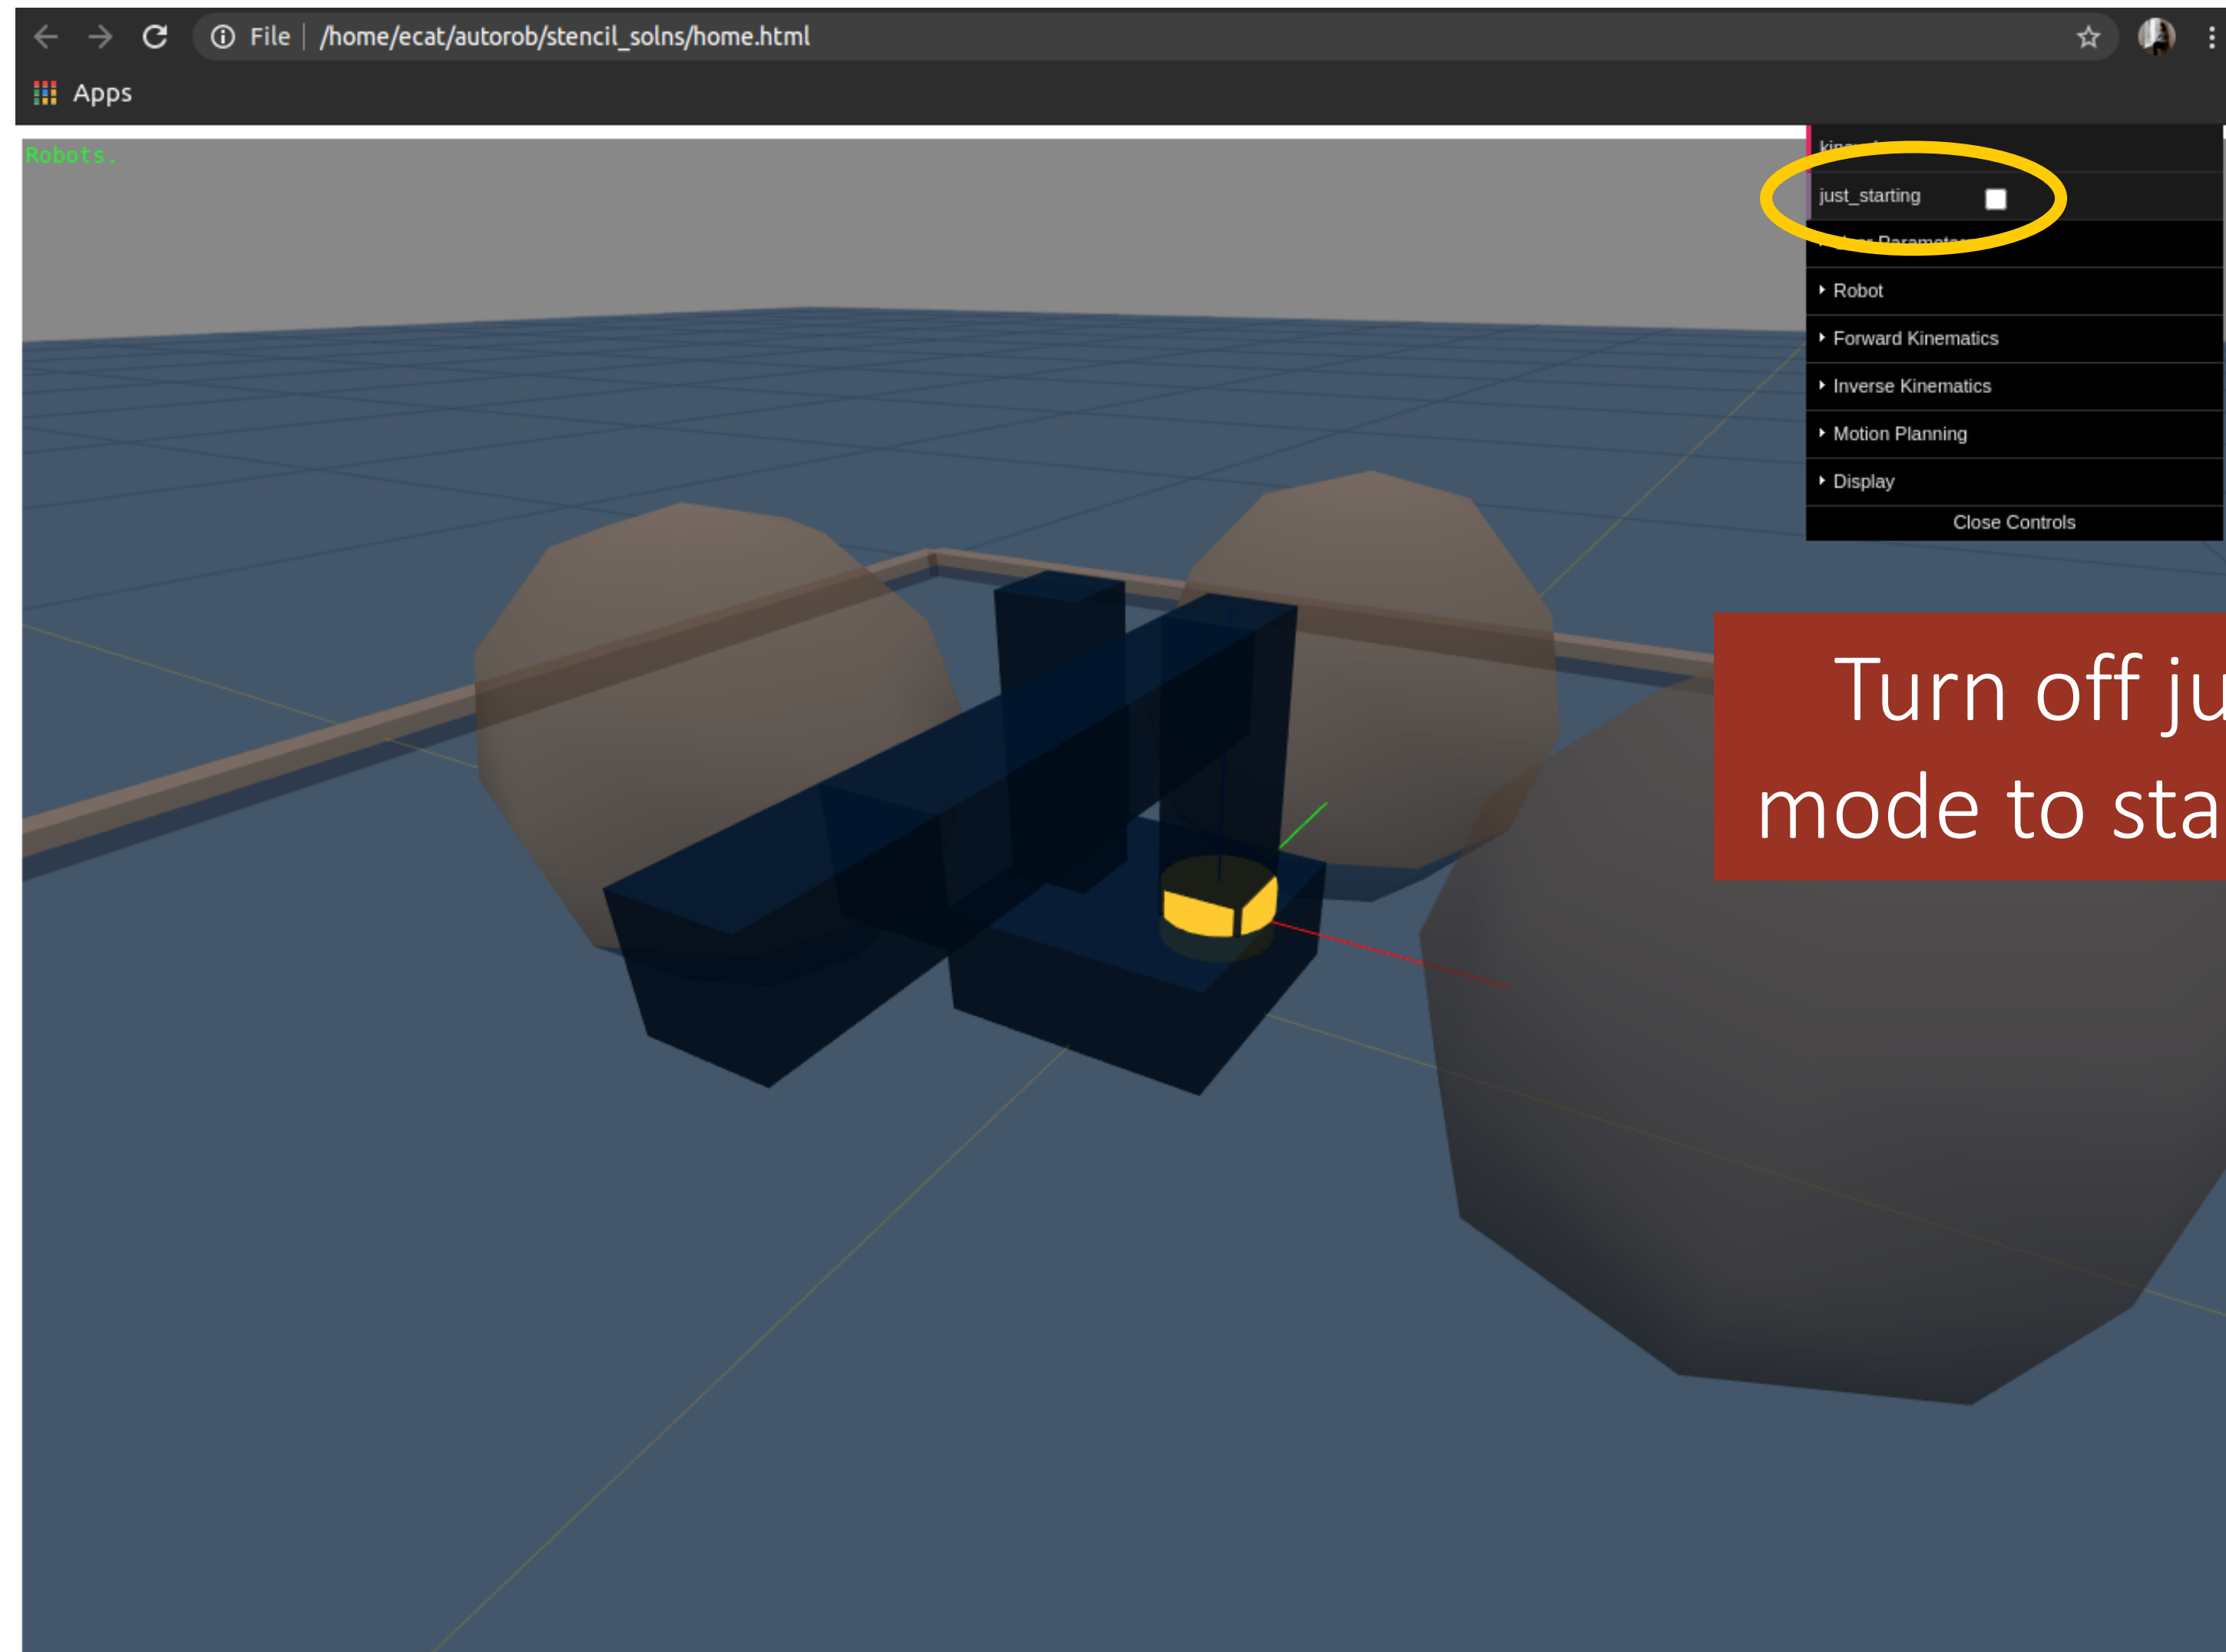 File | /home/ecat/autorob/stencil_solns/home.html
Apps
Robots.
just_starting
Robot
Forward Kinematics
Inverse Kinematics
Motion Planning
Display
Close Controls
Turn off ju
mode to sta